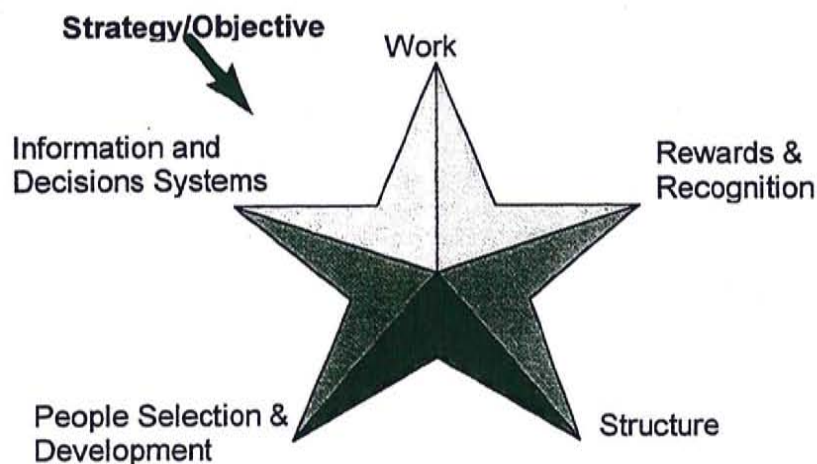 Strategy/Objective
Work
Information and
Decisions Systems
Rewards &
Recognition
People Selection &
Development
Structure